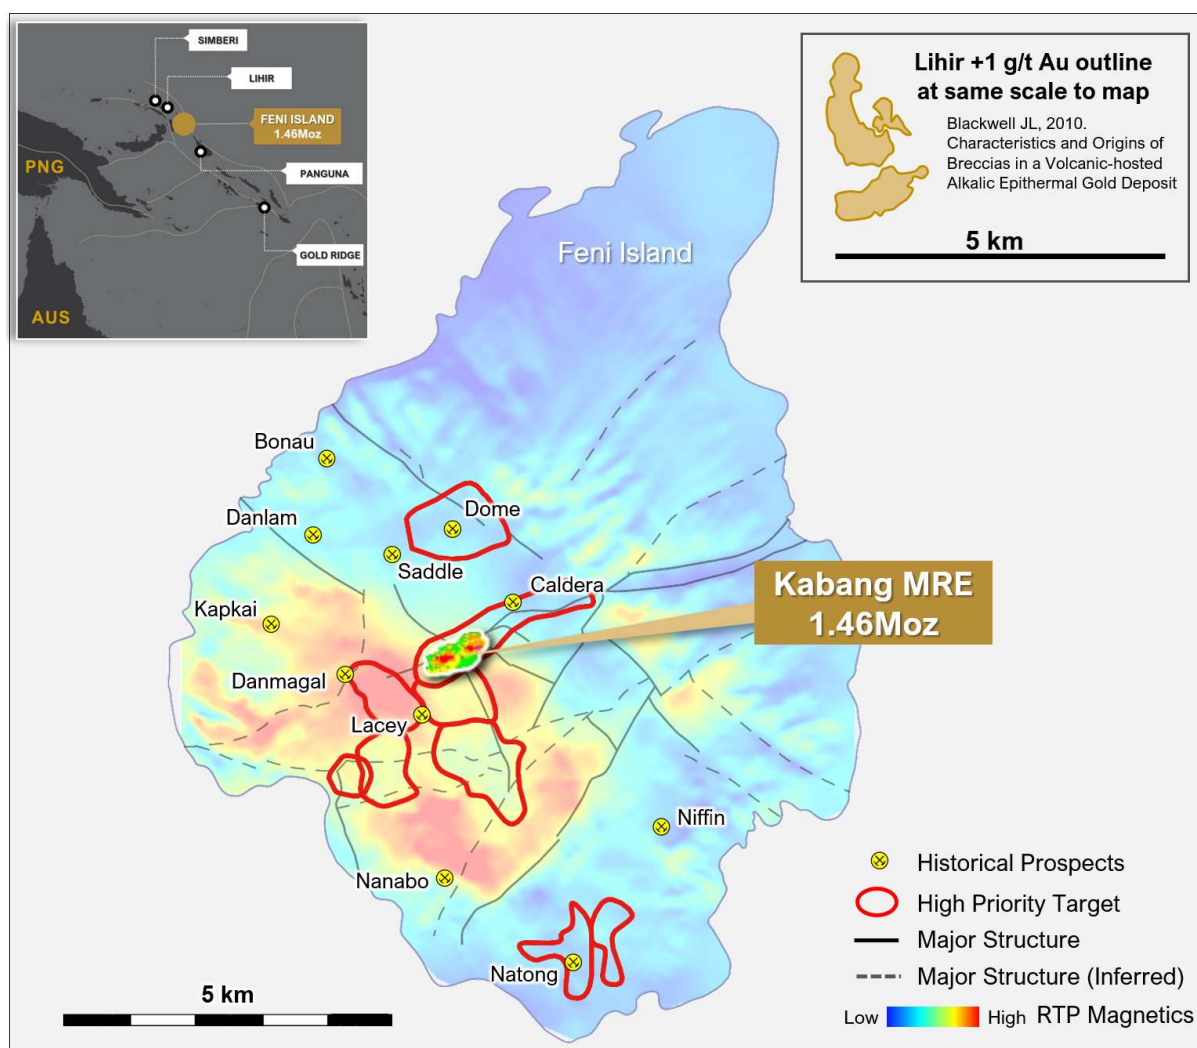 SIMBERI
LIHIR
FENI ISLAND
1.46Moz
PNG
PANGUNA
GOLD RIDGE
AUS
Lihir +1 g/t Au outline
at same scale to map
Blackwell JL, 2010.
Characteristics and Origins of
Breccias in a Volcanic-hosted
Alkalic Epithermal Gold Deposit
5 km
Feni Island
Bonau
Dome
Danlam
Saddle
Caldera
Kabang MRE
1.46Moz
Kapkai
Danmagal
Lacey
Niffin
Nanabo
Natong
Historical Prospects
High Priority Target
Major Structure
Major Structure (Inferred)
Low High RTP Magnetics
5 km